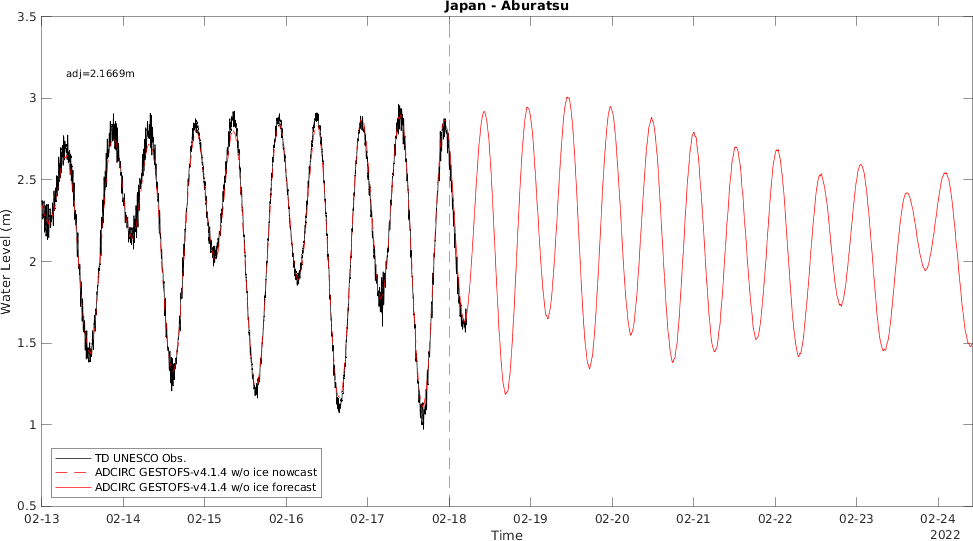 Japan - Aburatsu
3.5
adj=2.1669m
3
2.5
Water Level (m)
2
1.5
1
TD UNESCO Obs.
ADCIRC GESTOFS-v4.1.4 w/o ice nowcast
ADCIRC GESTOFS-v4.1.4 w/o ice forecast
0.5
02-13 02-14 02-15 02-16 02-17 02-18 02-19 02-20 02-21 02-22 02-23 02-24
Time 2022